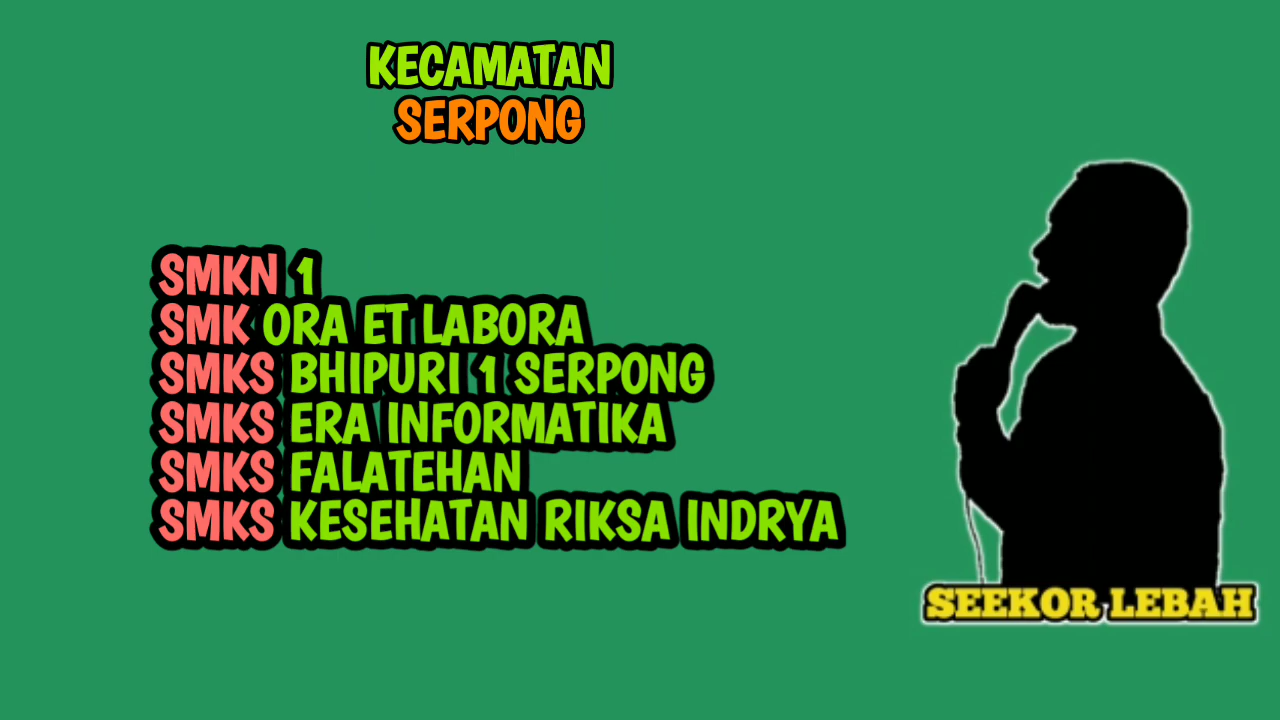 KECAMATAN
SERPONG
SMKN 1
SMK ORA ET LABORA
SMKS BHIPURI 1 SERPONG
SMKS ERA INFORMATIKA
SMKS FALATEHAN
SMKS KESEHATAN RIKSA INDRYA
SEEKOR LEBAH